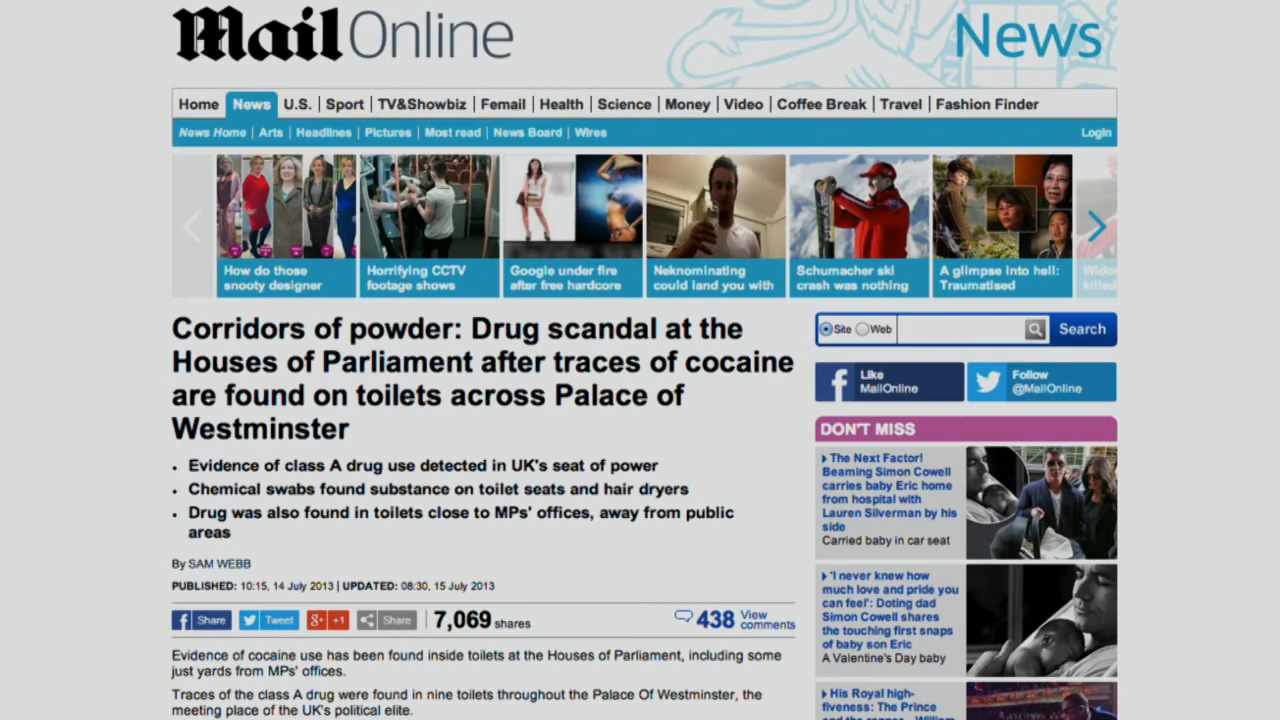 Mail Online
News
Home News U.S. Sport TV&Showbiz Femail Health Science Money Video Coffee Break Travel Fashion Finder
News Home Arts Headlines Pictures Most read News Board Wires Login
How do those
snooty designer
Horrifying CCTV
footage shows
Google under fire
after free hardcore
Neknominating
could land you with
Schumacher ski
crash was nothing
A glimpse into hell:
Traumatised
killed
Corridors of powder: Drug scandal at the
Houses of Parliament after traces of cocaine
are found on toilets across Palace of
Westminster
• Evidence of class A drug use detected in UK's seat of power
• Chemical swabs found substance on toilet seats and hair dryers
• Drug was also found in toilets close to MPs' offices, away from public
areas
By SAM WEBB
PUBLISHED: 10:15, 14 July 2013 | UPDATED: 08:30, 15 July 2013
Share Tweet +1 Share 7,069 shares 438 View
comments
Evidence of cocaine use has been found inside toilets at the Houses of Parliament, including some
just yards from MPs' offices.
Traces of the class A drug were found in nine toilets throughout the Palace Of Westminster, the
meeting place of the UK's political elite.
Site Web Search
Like
MailOnline
Follow
@MailOnline
DON'T MISS
The Next Factor!
Beaming Simon Cowell
carries baby Eric home
from hospital with
Lauren Silverman by his
side
Carried baby in car seat
'I never knew how
much love and pride you
can feel': Doting dad
Simon Cowell shares
the touching first snaps
of baby son Eric
A Valentine's Day baby
His Royal high-
fiveness: The Prince